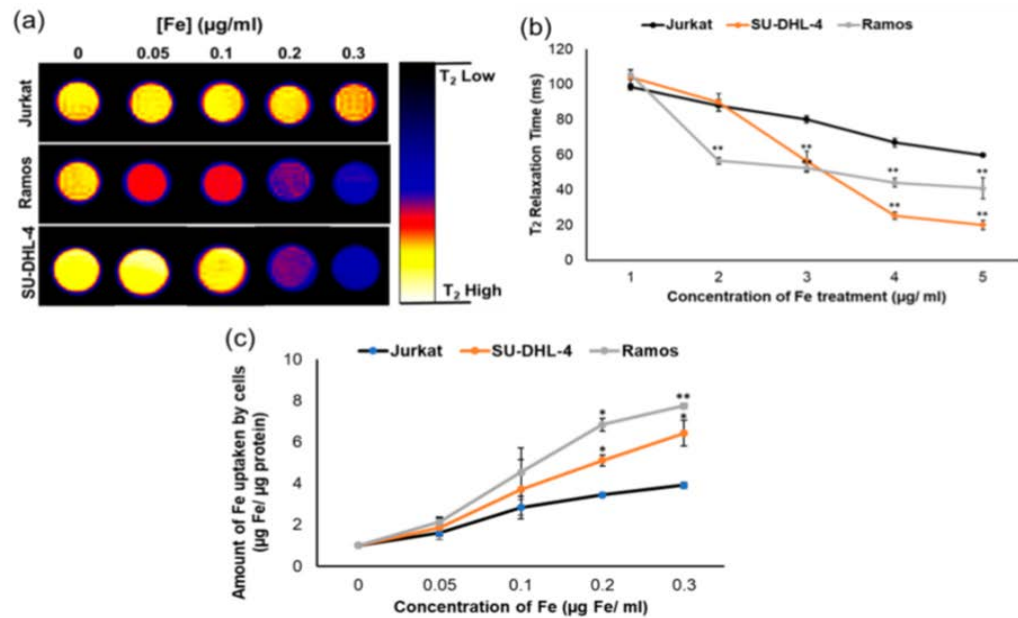 (a)
[Fe] (µg/ml)
0 0.05 0.1 0.2 0.3
Jurkat
Ramos
SU-DHL-4
T2 Low
T2 High
(b)
Jurkat SU-DHL-4 Ramos
T2 Relaxation Time (ms)
120
100
80
60
40
20
0
** ** ** ** ** ** **
**
1 2 3 4 5
Concentration of Fe treatment (µg/ ml)
(c)
Jurkat SU-DHL-4 Ramos
Amount of Fe uptaken by cells
(µg Fe/ µg protein)
10
8
6
4
2
0
* **
* *
0 0.05 0.1 0.2 0.3
Concentration of Fe (µg Fe/ ml)